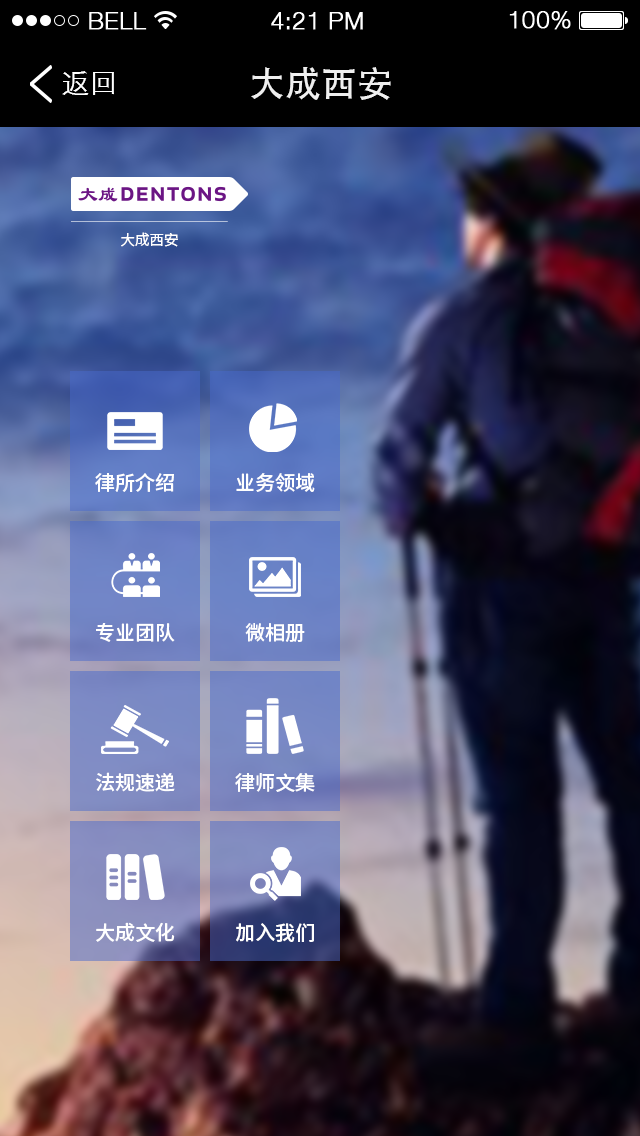 BELL 4:21 PM 100%
返回 大成西安
大成 DENTONS
大成西安
律所介绍 业务领域
专业团队 微相册
法规速递 律师文集
大成文化 加入我们